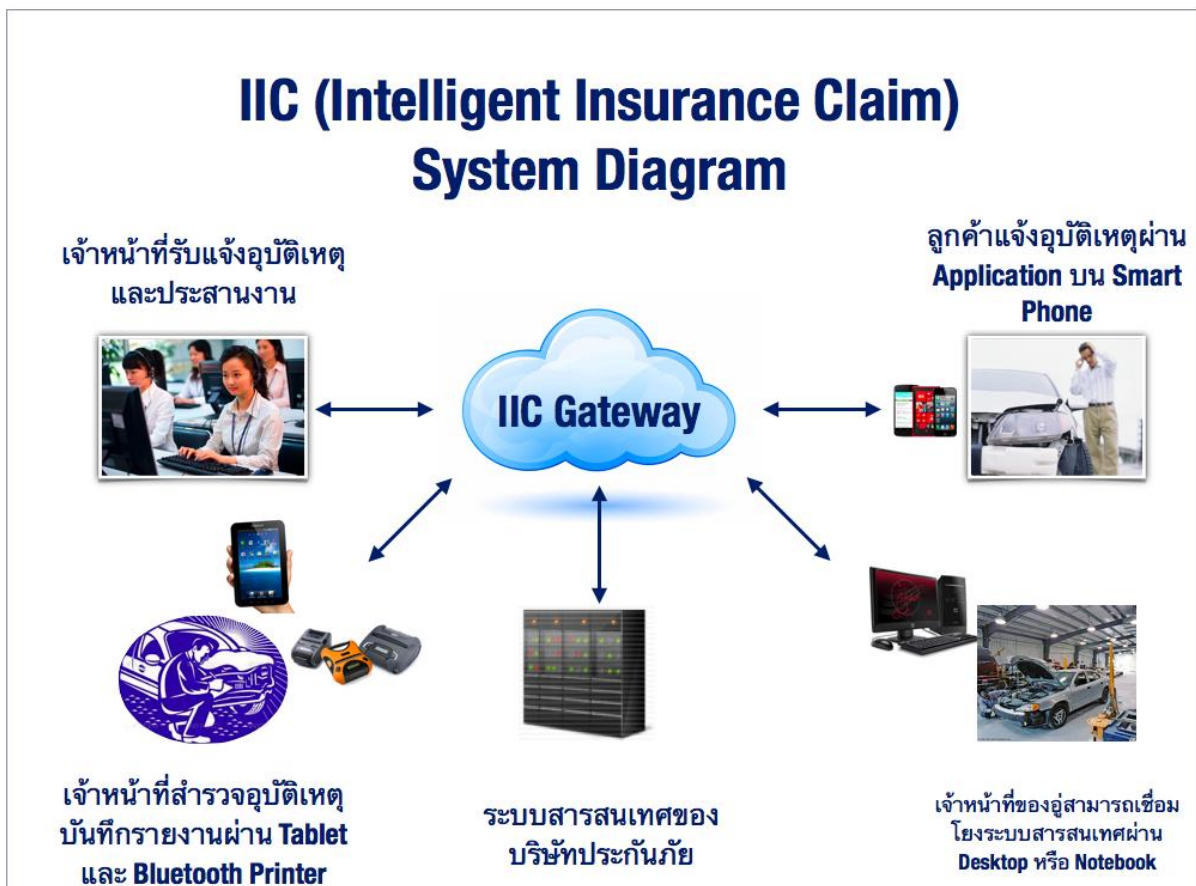 IIC (Intelligent Insurance Claim)
System Diagram
เจ้าหน้าที่รับแจ้งอุบัติเหตุ
และประสานงาน
ลูกค้าแจ้งอุบัติเหตุผ่าน
Application บน Smart
Phone
IIC Gateway
เจ้าหน้าที่สำรวจอุบัติเหตุ
บันทึกรายงานผ่าน Tablet
และ Bluetooth Printer
ระบบสารสนเทศของ
บริษัทประกันภัย
เจ้าหน้าที่ของอู่สามารถเชื่อม
โยงระบบสารสนเทศผ่าน
Desktop หรือ Notebook